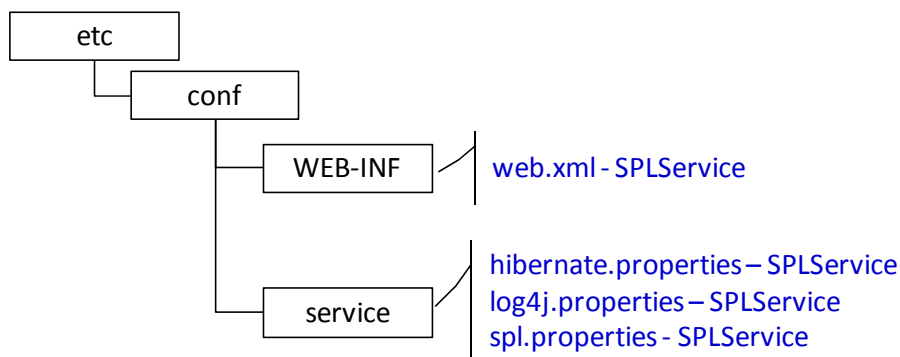 etc
conf
WEB-INF
web.xml - SPLService
hibernate.properties – SPLService
log4j.properties – SPLService
service
spl.properties - SPLService